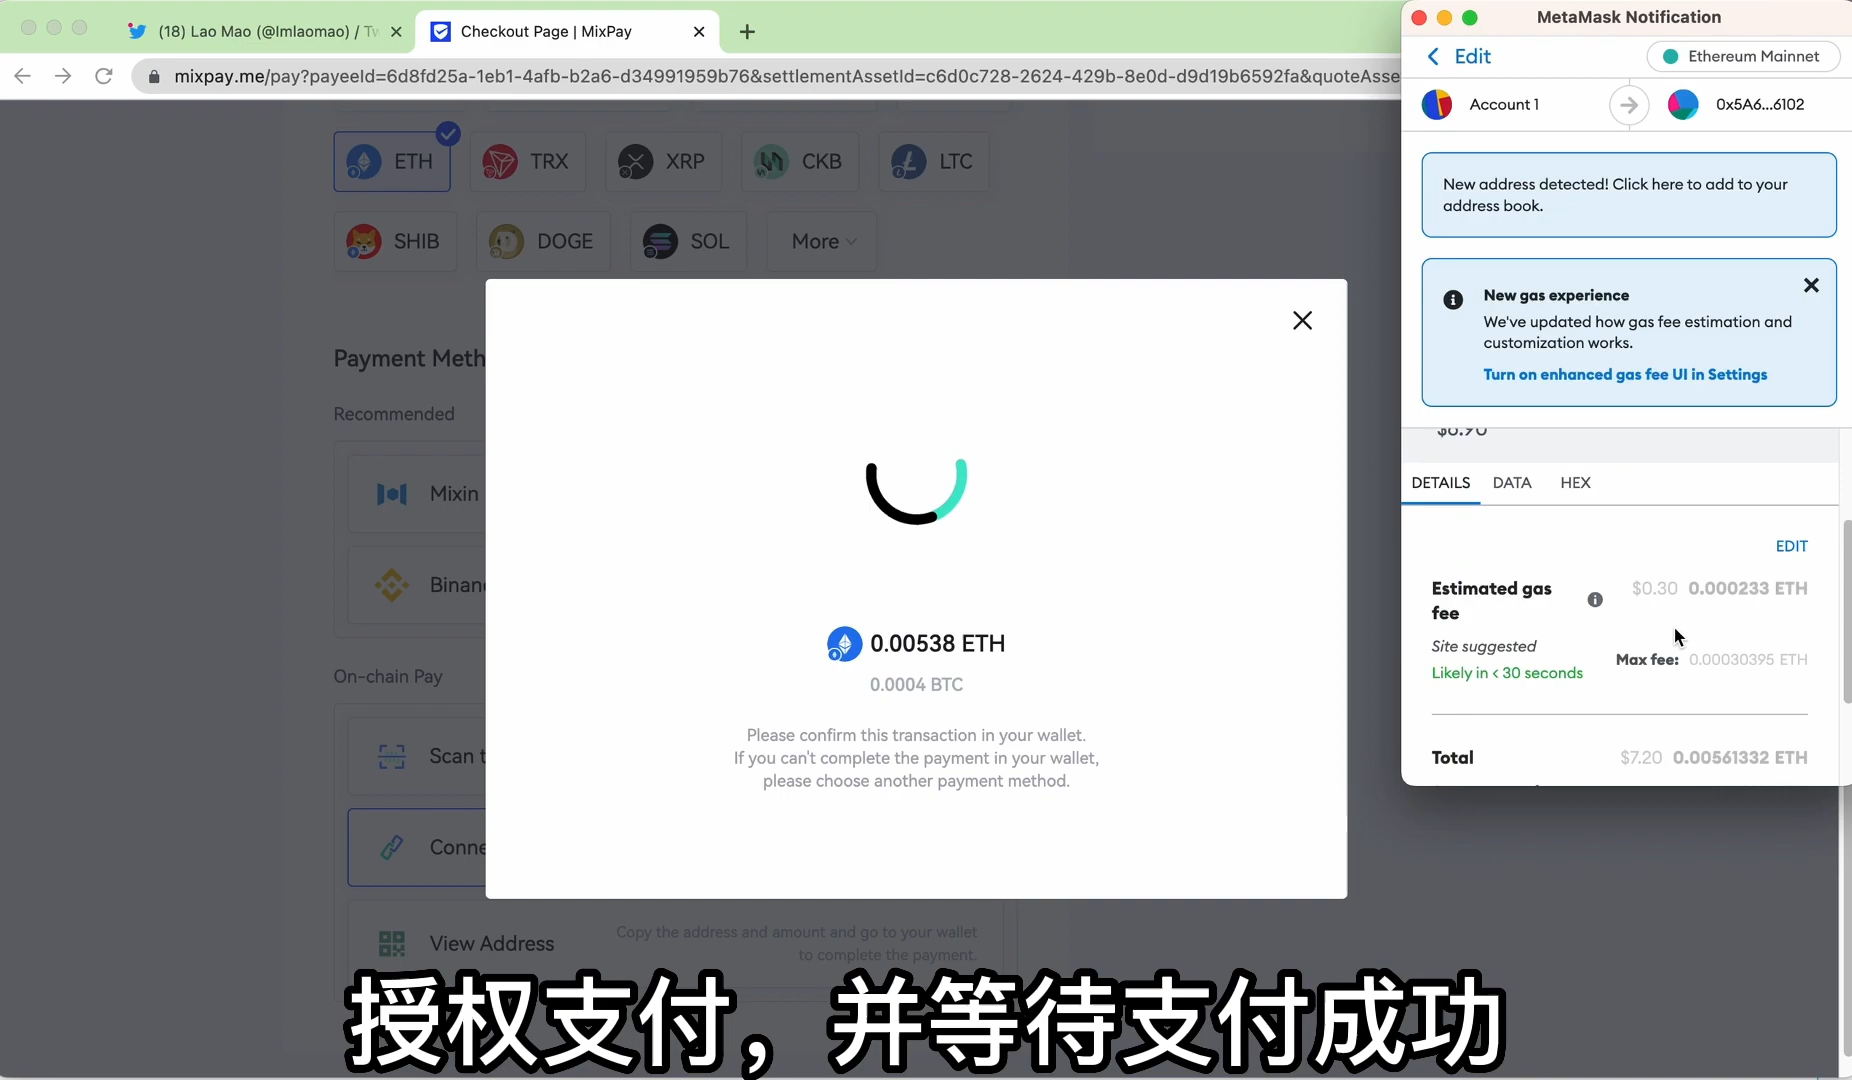 (18) Lao Mao (@lmlaomao) / Tw
Checkout Page | MixPay
mixpay.me/pay?payeeId=6d8fd25a-1eb1-4afb-b2a6-d34991959b76&settlementAssetId=c6d0c728-2624-429b-8e0d-d9d19b6592fa&quoteAsse
ETH
TRX
XRP
CKB
LTC
SHIB
DOGE
SOL
More
Payment Meth
Recommended
Mixin
Binan
On-chain Pay
Scan t
Conne
View Address
Copy the address and amount and go to your wallet
to complete the payment.
0.00538 ETH
0.0004 BTC
Please confirm this transaction in your wallet.
If you can't complete the payment in your wallet,
please choose another payment method.
MetaMask Notification
Edit
Ethereum Mainnet
Account 1
0x5A6...6102
New address detected! Click here to add to your
address book.
New gas experience
We've updated how gas fee estimation and
customization works.
Turn on enhanced gas fee UI in Settings
$6.90
DETAILS
DATA
HEX
EDIT
Estimated gas
fee
$0.30 0.000233 ETH
Site suggested
Likely in < 30 seconds
Max fee: 0.00030395 ETH
Total
$7.20 0.00561332 ETH
授权支付，并等待支付成功